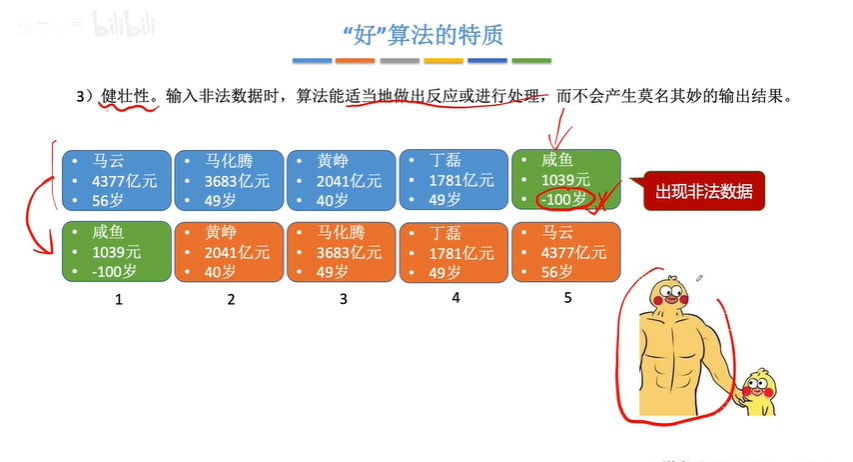 bilibili
“好”算法的特质
3）健壮性。输入非法数据时，算法能适当地做出反应或进行处理，而不会产生莫名其妙的输出结果。
• 马云
• 4377亿元
• 56岁
• 马化腾
• 3683亿元
• 49岁
• 黄峥
• 2041亿元
• 40岁
• 丁磊
• 1781亿元
• 49岁
• 咸鱼
• 1039元
• -100岁
出现非法数据
• 咸鱼
• 1039元
• -100岁
• 黄峥
• 2041亿元
• 40岁
• 马化腾
• 3683亿元
• 49岁
• 丁磊
• 1781亿元
• 49岁
• 马云
• 4377亿元
• 56岁
1
2
3
4
5